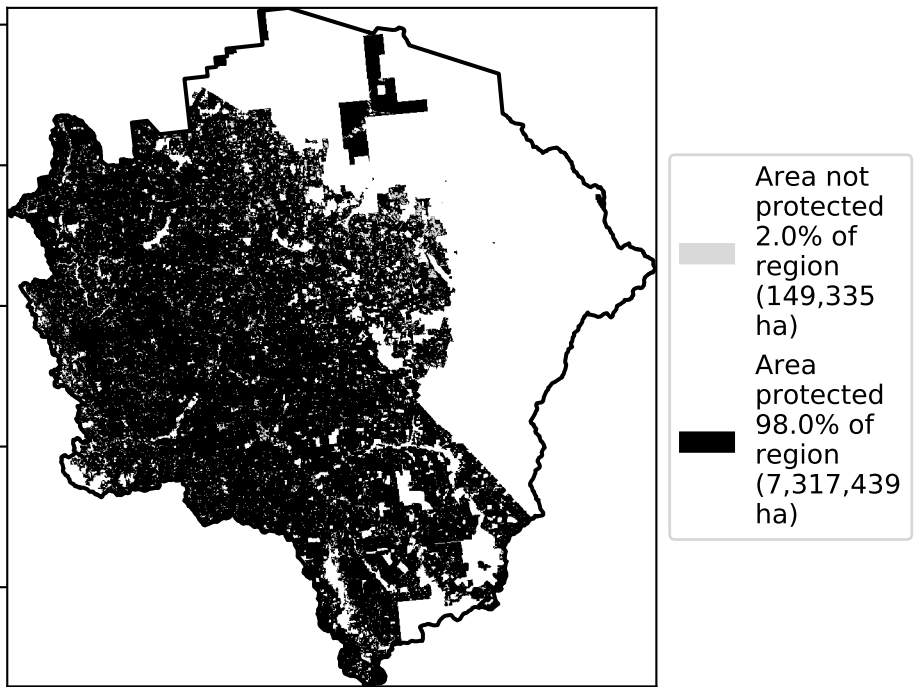 Area not
protected
2.0% of
region
(149,335
ha)
Area
protected
98.0% of
region
(7,317,439
ha)